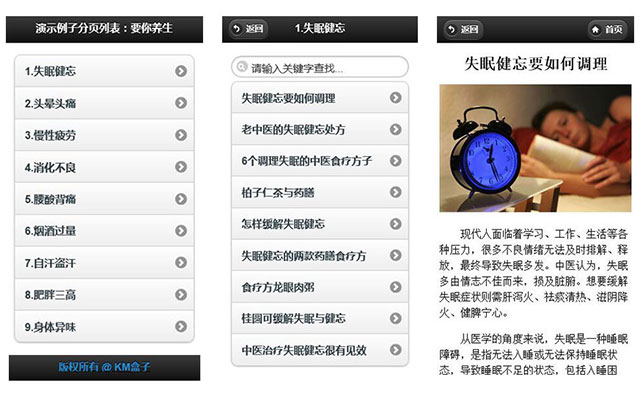 演示例子分页列表：要你养生
1.失眠健忘
2.头晕头痛
3.慢性疲劳
4.消化不良
5.腰酸背痛
6.烟酒过量
7.自汗盗汗
8.肥胖三高
9.身体异味
版权所有 @ KM盒子
返回
1.失眠健忘
请输入关键字查找...
失眠健忘要如何调理
老中医的失眠健忘处方
6个调理失眠的中医食疗方子
柏子仁茶与药膳
怎样缓解失眠健忘
失眠健忘的两款药膳食疗方
食疗方龙眼肉粥
桂圆可缓解失眠与健忘
中医治疗失眠健忘很有见效
返回
首页
失眠健忘要如何调理
现代人面临着学习、工作、生活等各
种压力，很多不良情绪无法及时排解、释
放，最终导致失眠多发。中医认为，失眠
多由情志不佳而来，损及脏腑。想要缓解
失眠症状则需肝泻火、祛痰清热、滋阴降
火、健脾宁心。
从医学的角度来说，失眠是一种睡眠
障碍，是指无法入睡或无法保持睡眠状
态，导致睡眠不足的状态，包括入睡困